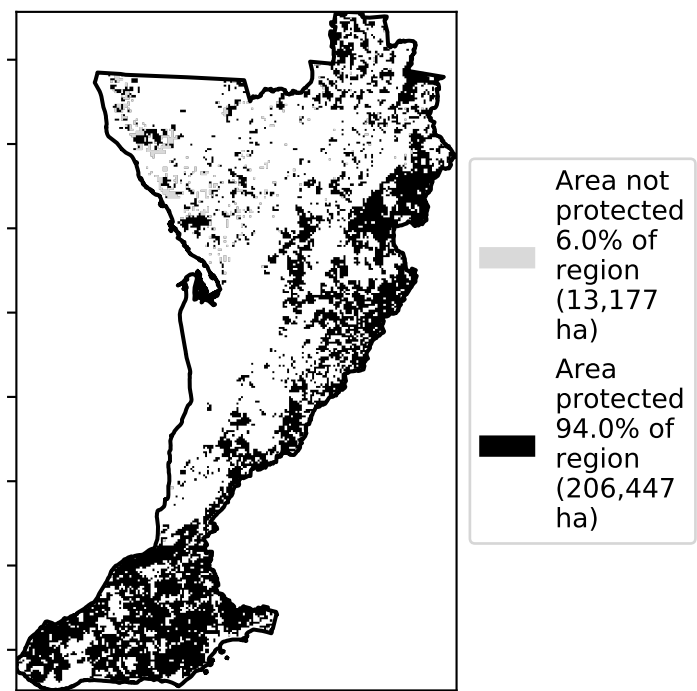 Area not
protected
6.0% of
region
(13,177
ha)
Area
protected
94.0% of
region
(206,447
ha)